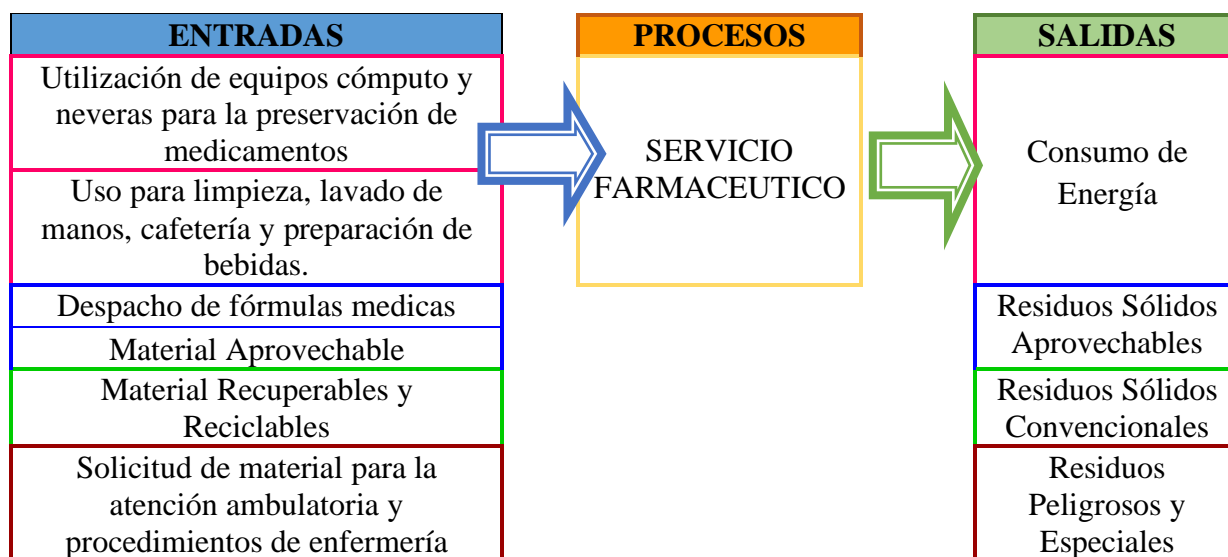 ENTRADAS
Utilización de equipos cómputo y
neveras para la preservación de
medicamentos
Uso para limpieza, lavado de
manos, cafetería y preparación de
bebidas.
Despacho de fórmulas medicas
Material Aprovechable
Material Recuperables y
Reciclables
Solicitud de material para la
atención ambulatoria y
procedimientos de enfermería
PROCESOS
SERVICIO
FARMACEUTICO
SALIDAS
Consumo de
Energía
Residuos Sólidos
Aprovechables
Residuos Sólidos
Convencionales
Residuos
Peligrosos y
Especiales